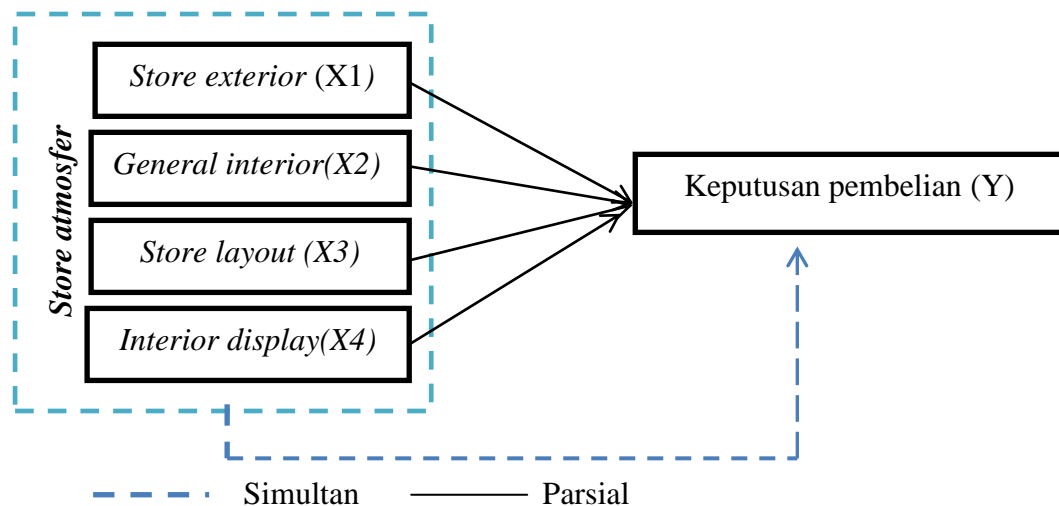 Store atmosfer
Store exterior (X1)
General interior(X2)
Store layout (X3)
Interior display(X4)
Keputusan pembelian (Y)
Simultan
Parsial